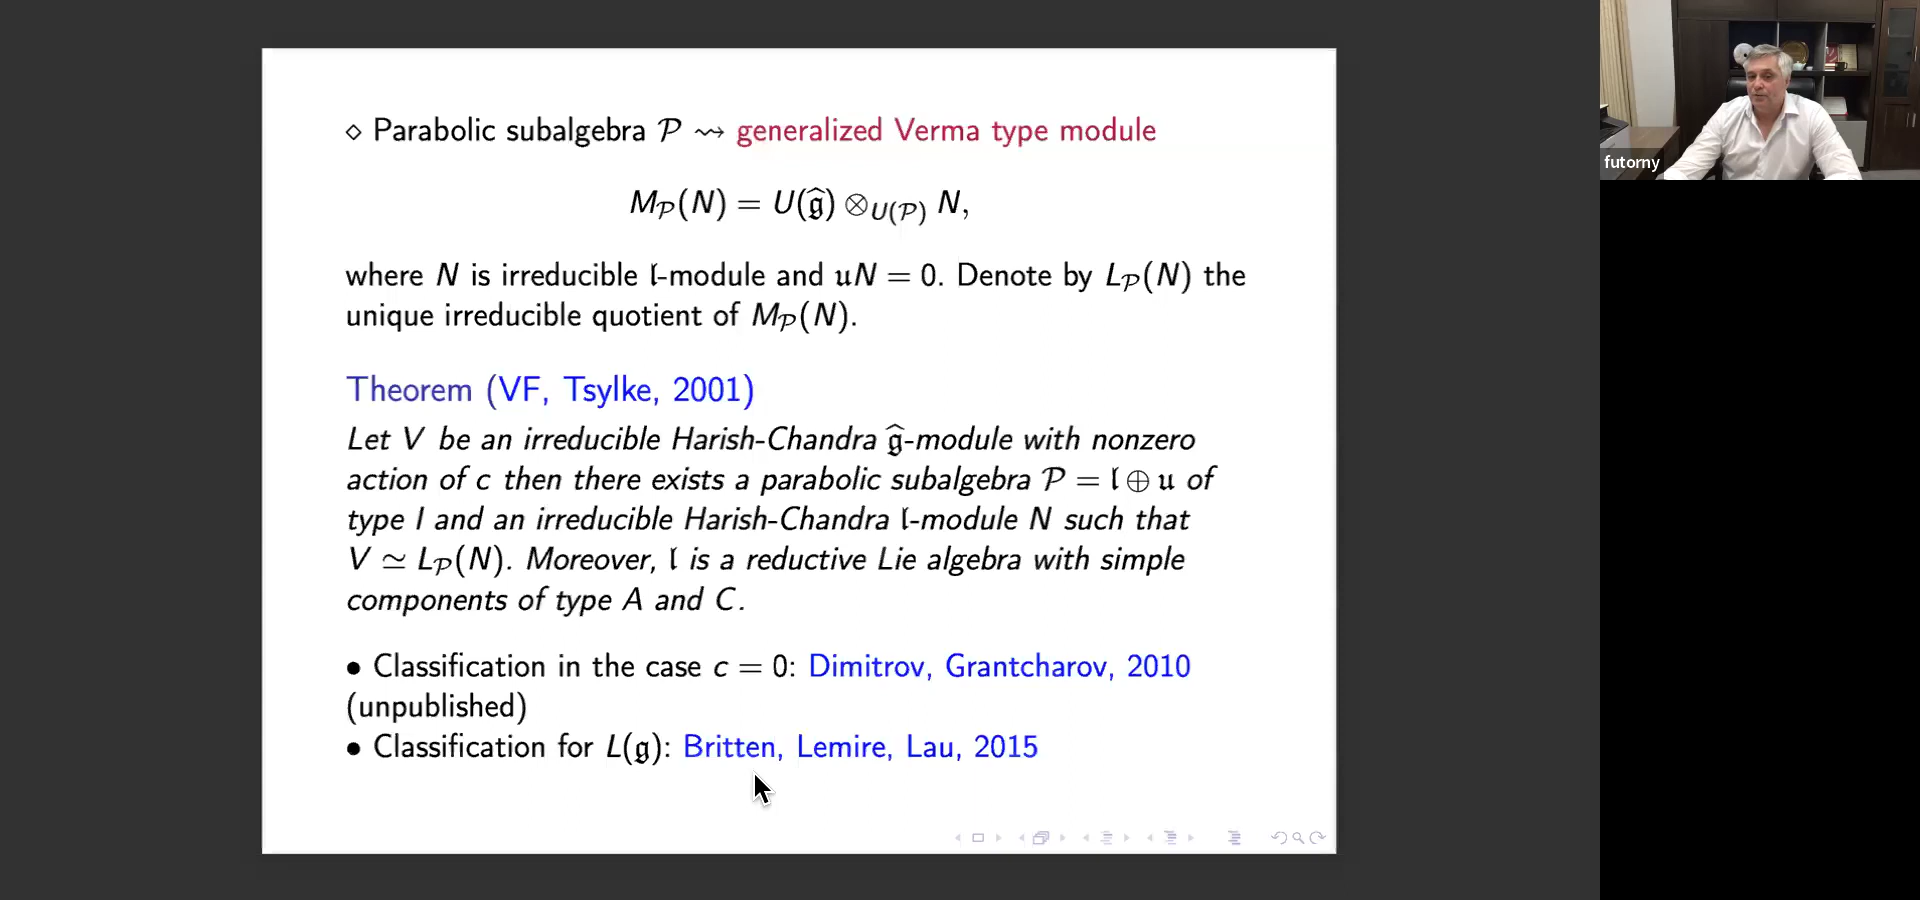 ⋄ Parabolic subalgebra 𝒫 ⇝ generalized Verma type module
M_𝒫(N) = U(𝔤̂) ⊗_{U(𝒫)} N,
where N is irreducible 𝔩-module and 𝔲N = 0. Denote by L_𝒫(N) the
unique irreducible quotient of M_𝒫(N).
Theorem (VF, Tsylke, 2001)
Let V be an irreducible Harish-Chandra 𝔤̂-module with nonzero
action of c then there exists a parabolic subalgebra 𝒫 = 𝔩 ⊕ 𝔲 of
type I and an irreducible Harish-Chandra 𝔩-module N such that
V ≃ L_𝒫(N). Moreover, 𝔩 is a reductive Lie algebra with simple
components of type A and C.
• Classification in the case c = 0: Dimitrov, Grantcharov, 2010
(unpublished)
• Classification for L(𝔤): Britten, Lemire, Lau, 2015
futorny